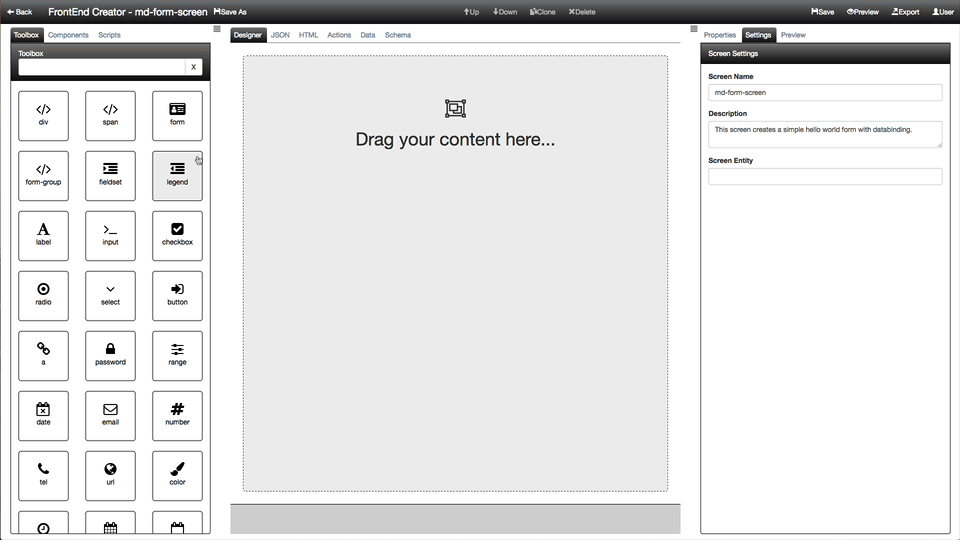 Back FrontEnd Creator - md-form-screen Save As Up Down Clone Delete Save Preview Export User
Toolbox Components Scripts
Toolbox
X
div span form
form-group fieldset legend
label input checkbox
radio select button
a password range
date email number
tel url color
Designer JSON HTML Actions Data Schema
Drag your content here...
Properties Settings Preview
Screen Settings
Screen Name
md-form-screen
Description
This screen creates a simple hello world form with databinding.
Screen Entity